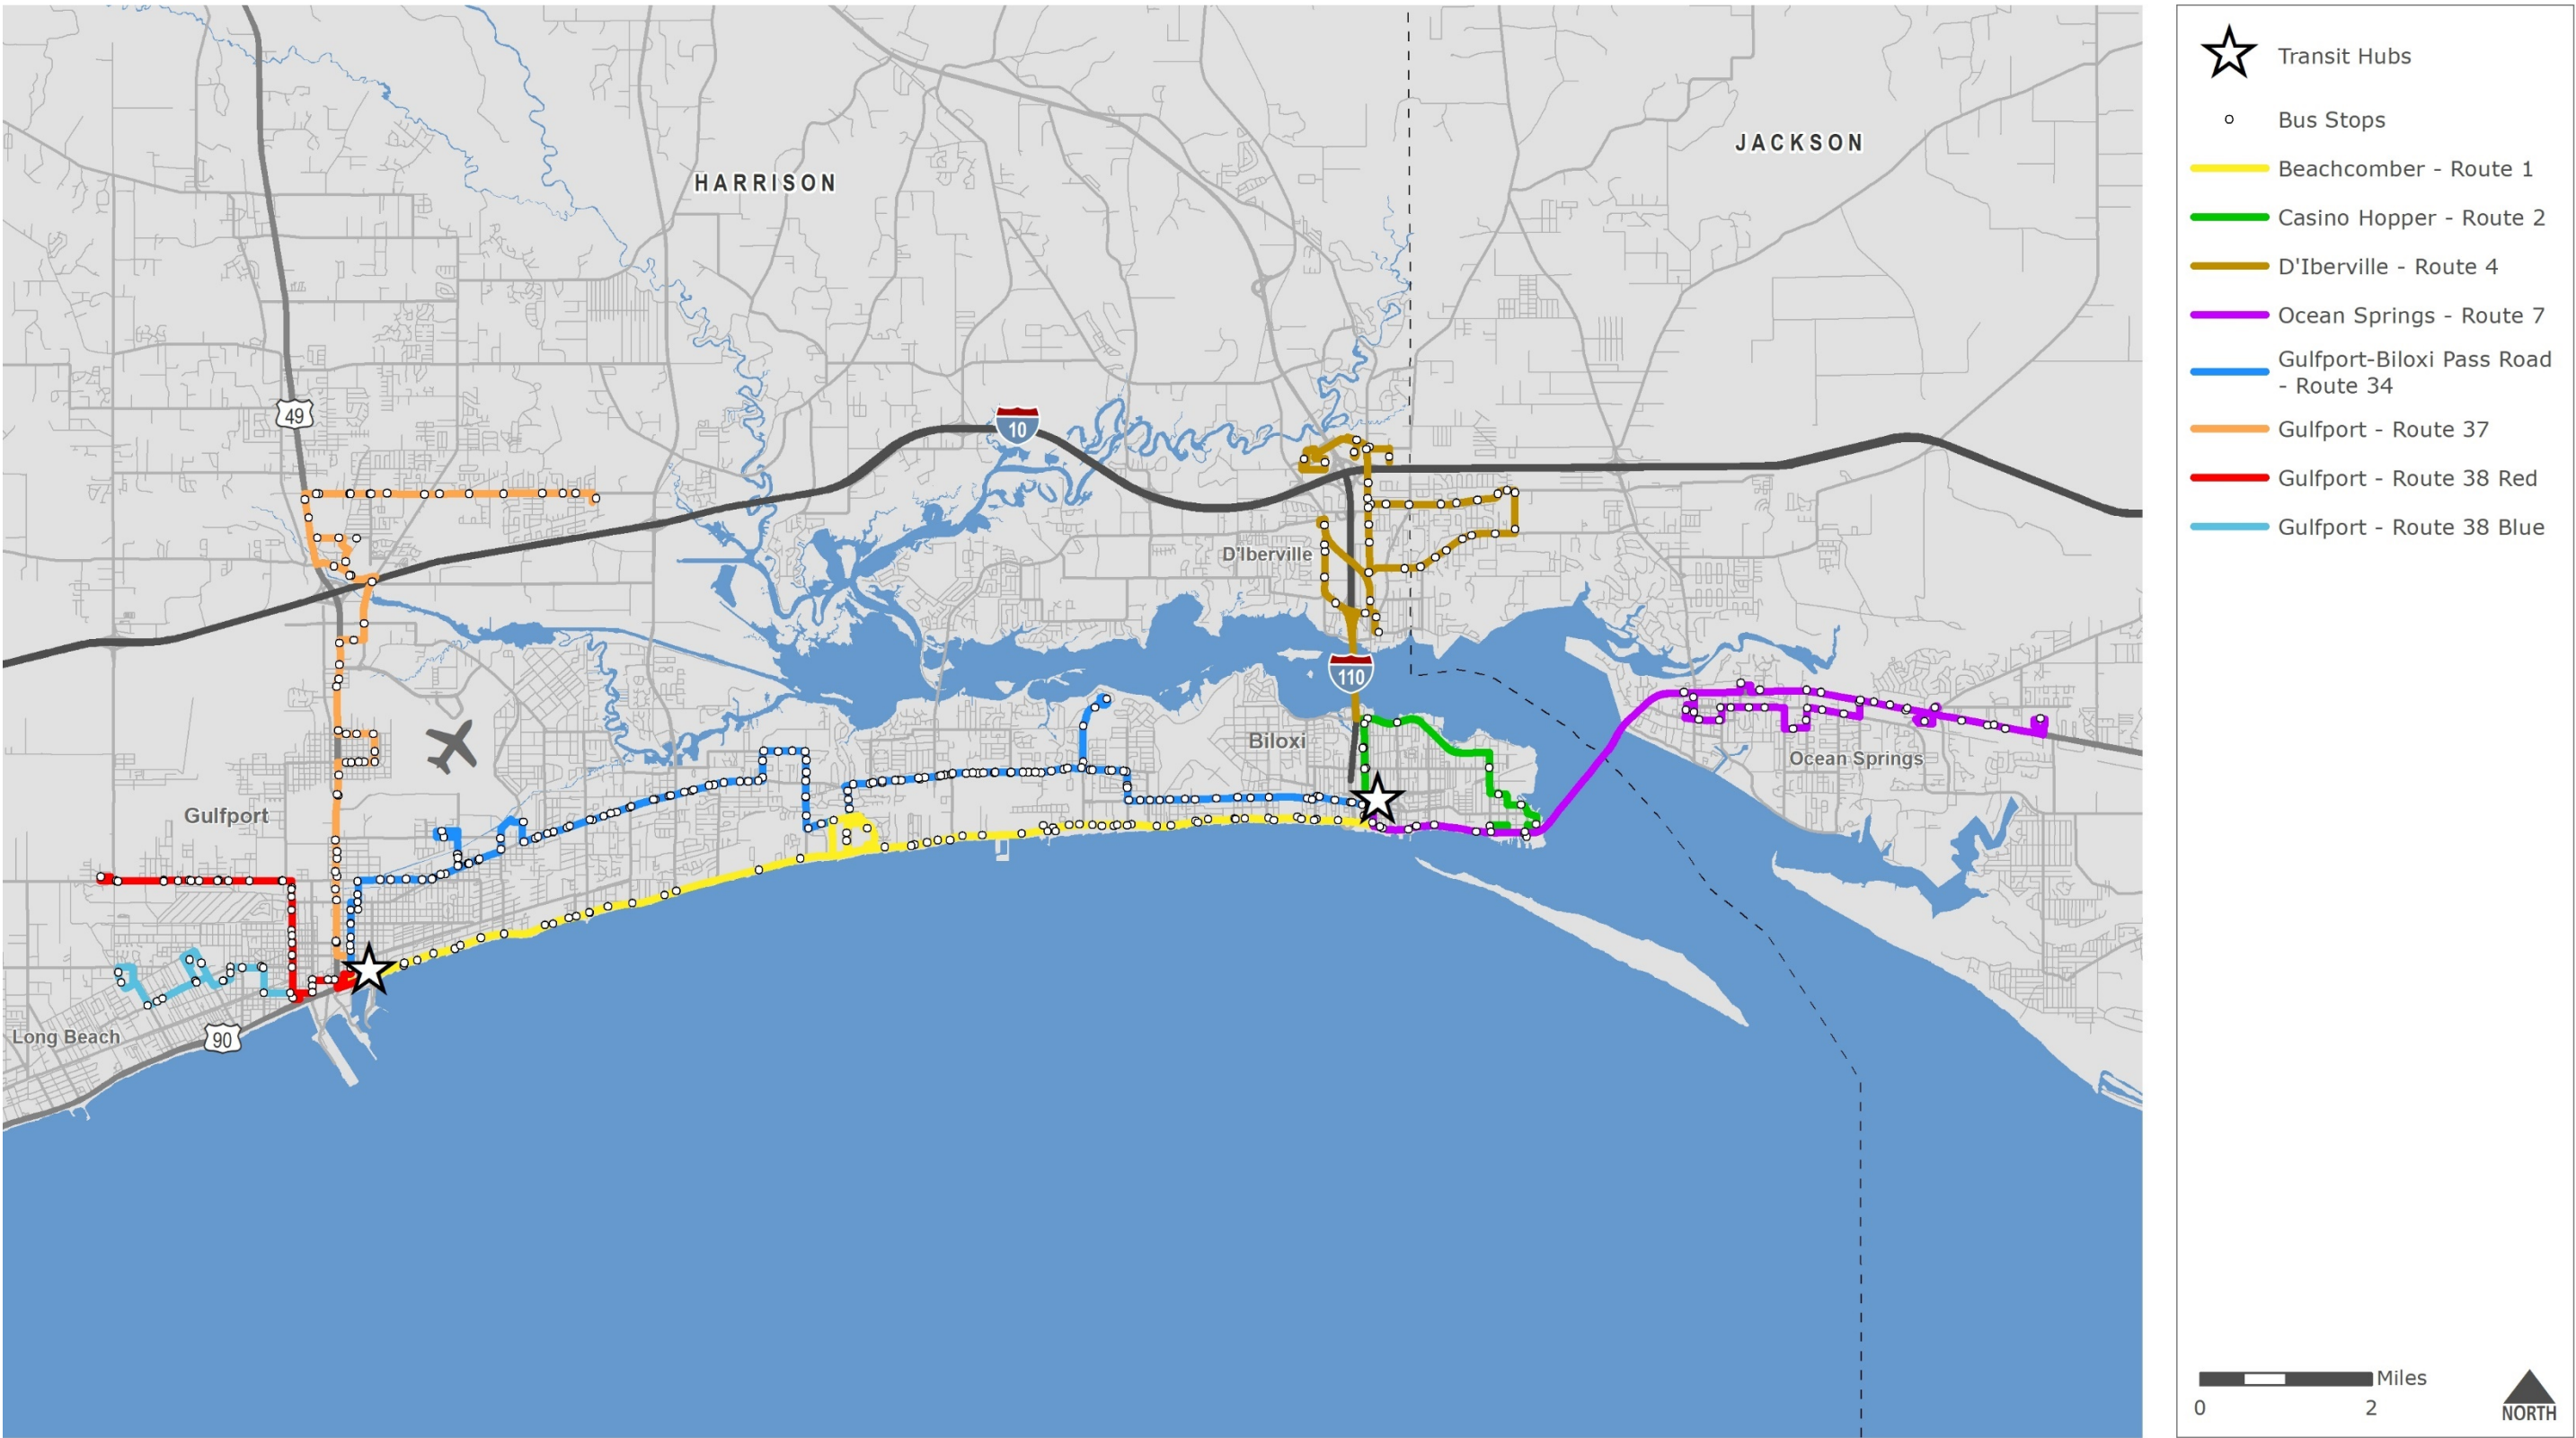 HARRISON
JACKSON
49
10
D'Iberville
110
Biloxi
Ocean Springs
Gulfport
Long Beach
90
Transit Hubs
Bus Stops
Beachcomber - Route 1
Casino Hopper - Route 2
D'Iberville - Route 4
Ocean Springs - Route 7
Gulfport-Biloxi Pass Road
- Route 34
Gulfport - Route 37
Gulfport - Route 38 Red
Gulfport - Route 38 Blue
Miles
0 2
NORTH